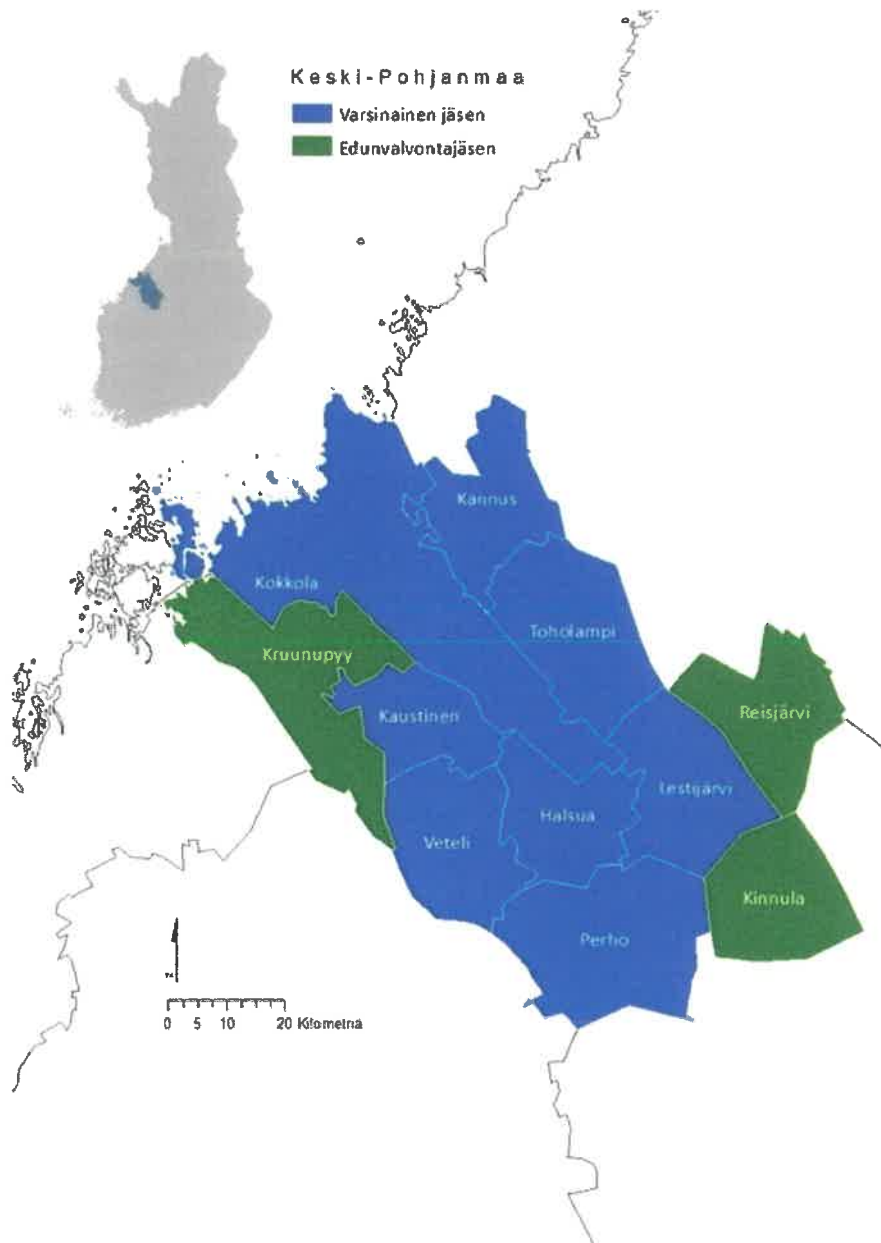 Keski-Pohjanmaa
Varsinainen jäsen
Edunvalvontajäsen
Kannus
Kokkola
Toholampi
Kruunupyy
Kaustinen
Reisjärvi
Lestijärvi
Halsua
Veteli
Kinnula
Perho
0 5 10 20 Kilometriä